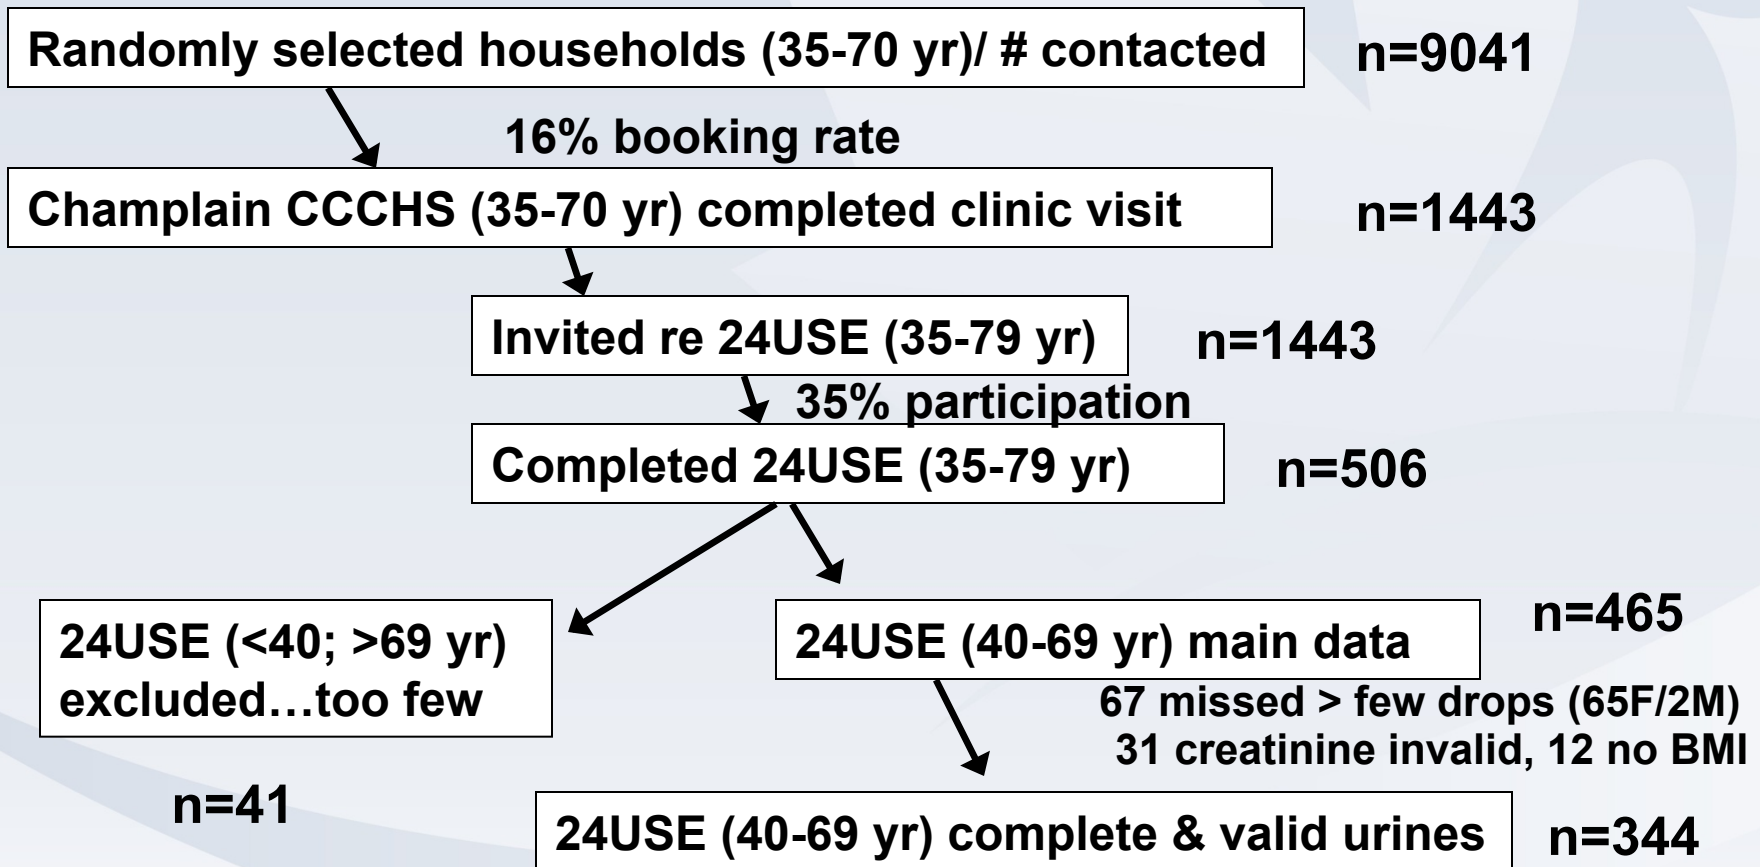 Randomly selected households (35-70 yr)/ # contacted
n=9041
16% booking rate
Champlain CCCHS (35-70 yr) completed clinic visit
n=1443
Invited re 24USE (35-79 yr)
n=1443
35% participation
Completed 24USE (35-79 yr)
n=506
24USE (<40; >69 yr)
excluded…too few
n=41
24USE (40-69 yr) main data
n=465
67 missed > few drops (65F/2M)
31 creatinine invalid, 12 no BMI
24USE (40-69 yr) complete & valid urines
n=344